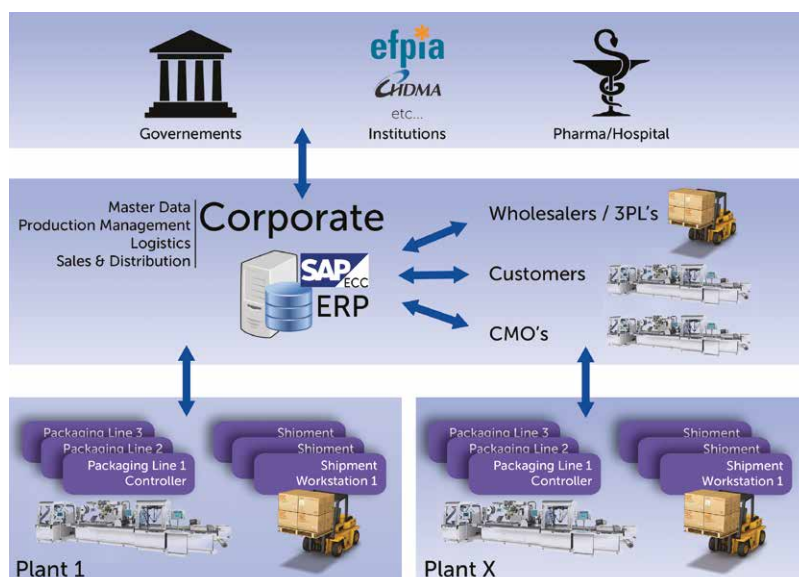 efpia
HDMA
etc...
Governements
Institutions
Pharma/Hospital
Master Data
Production Management
Logistics
Sales & Distribution
Corporate
SAP
ECC
ERP
Wholesalers / 3PL's
Customers
CMO's
Packaging Line 3
Packaging Line 2
Packaging Line 1
Controller
Shipment
Shipment
Shipment
Workstation 1
Plant 1
Packaging Line 3
Packaging Line 2
Packaging Line 1
Controller
Shipment
Shipment
Shipment
Workstation 1
Plant X